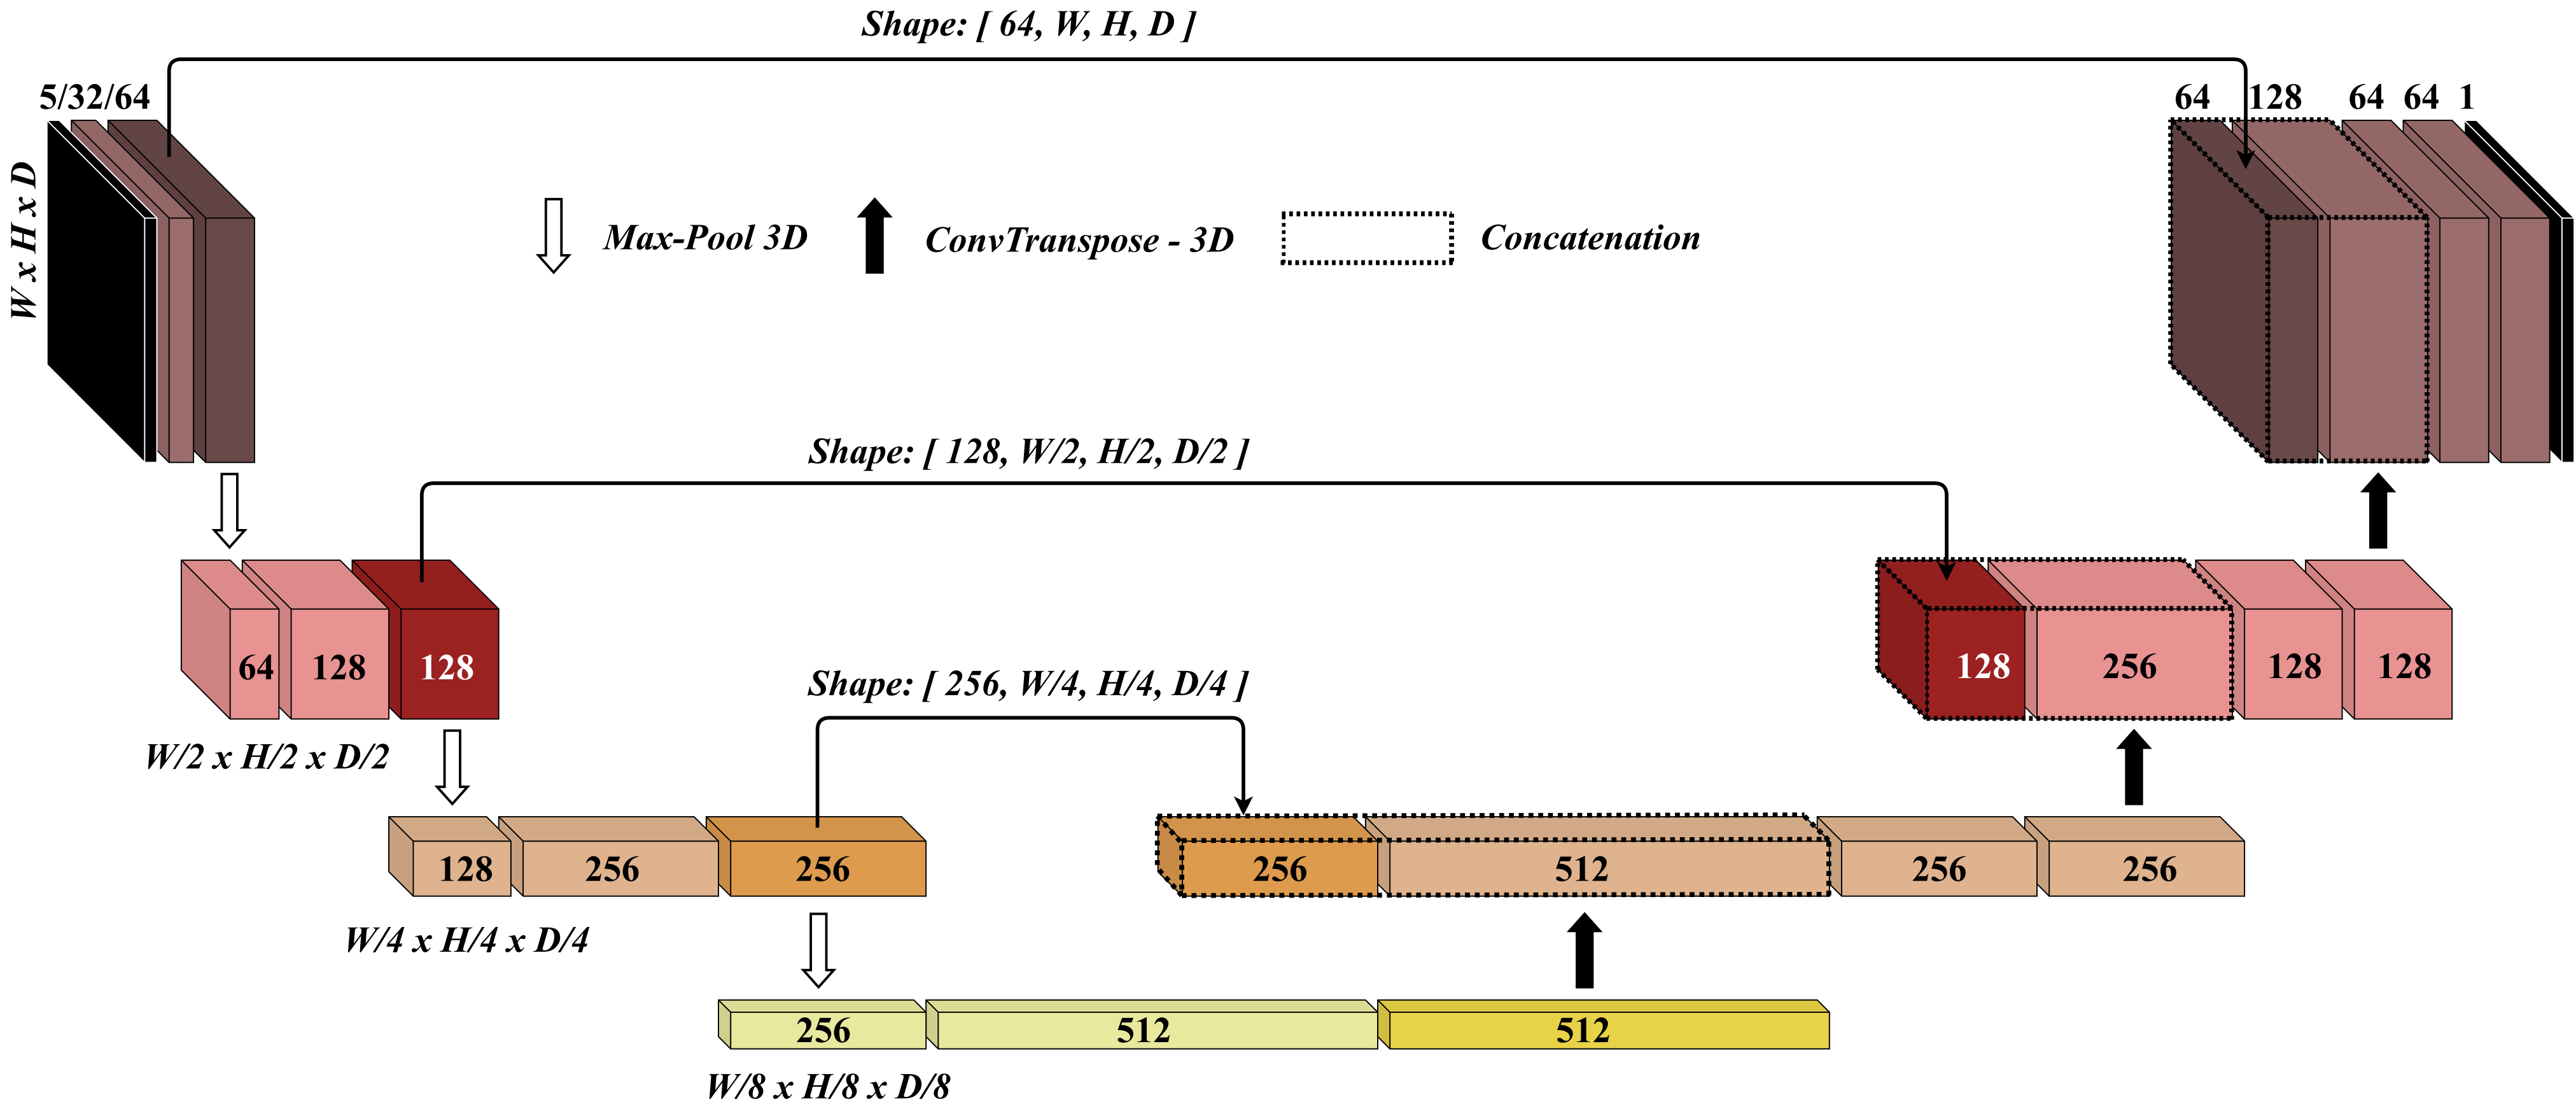 Shape: [ 64, W, H, D ]
5/32/64
64 128 64 64 1
W x H x D
Max-Pool 3D
ConvTranspose - 3D
Concatenation
Shape: [ 128, W/2, H/2, D/2 ]
64 128 128
128 256 128 128
Shape: [ 256, W/4, H/4, D/4 ]
W/2 x H/2 x D/2
128 256 256
256 512 256 256
W/4 x H/4 x D/4
256 512 512
W/8 x H/8 x D/8